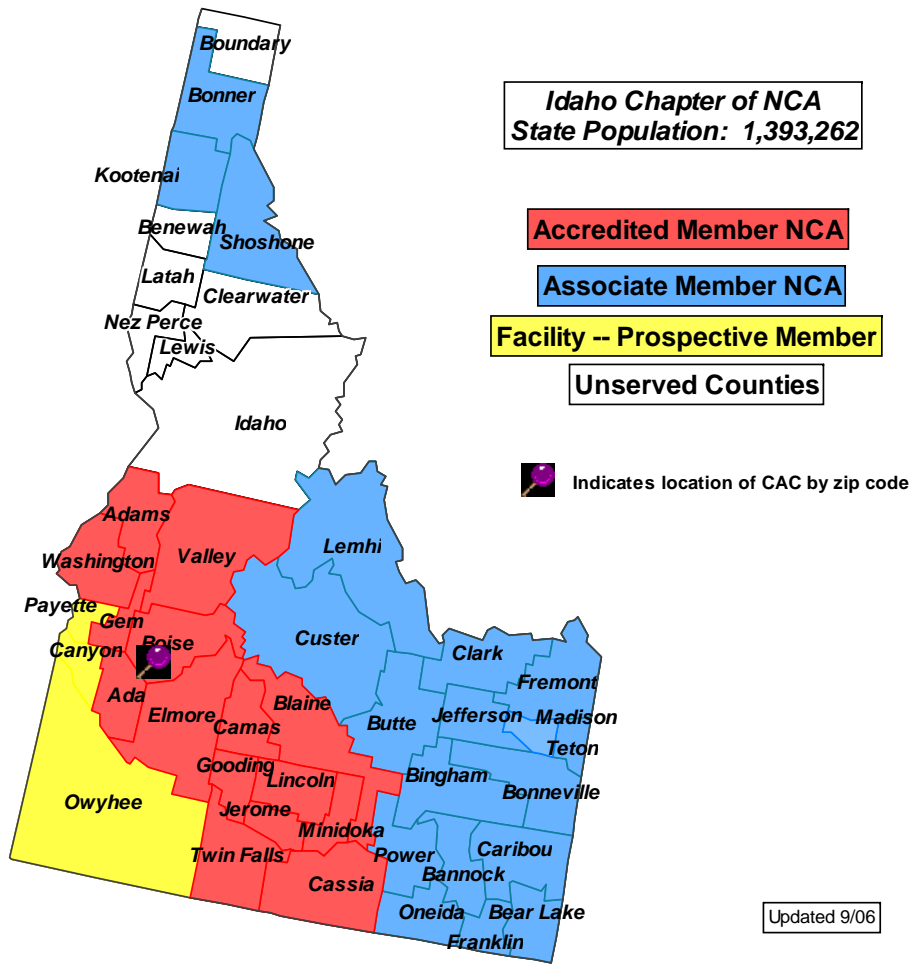 Boundary
Bonner
Idaho Chapter of NCA
State Population: 1,393,262
Kootenai
Benewah
Shoshone
Accredited Member NCA
Latah
Clearwater
Associate Member NCA
Nez Perce
Lewis
Facility -- Prospective Member
Unserved Counties
Idaho
Indicates location of CAC by zip code
Adams
Washington
Valley
Lemhi
Payette
Gem
Canyon
Boise
Custer
Clark
Fremont
Ada
Elmore
Camas
Blaine
Butte
Jefferson
Madison
Teton
Gooding
Lincoln
Bingham
Bonneville
Owyhee
Jerome
Minidoka
Twin Falls
Cassia
Power
Bannock
Caribou
Oneida
Bear Lake
Franklin
Updated 9/06